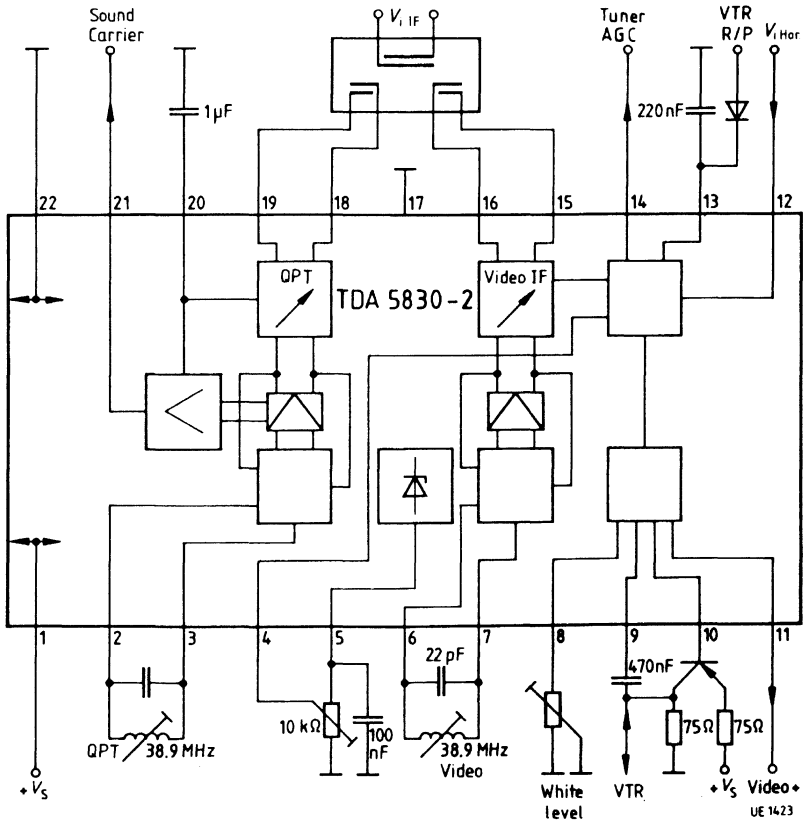 Sound
Carrier
V i IF
Tuner
AGC
VTR
R/P
V i Hor
1µF
220nF
22 21 20 19 18 17 16 15 14 13 12
QPT
TDA 5830-2
Video IF
1 2 3 4 5 6 7 8 9 10 11
22 pF
470nF
10 kΩ
100
nF
75Ω
75Ω
QPT
38.9 MHz
38.9 MHz
Video
+VS
White
level
VTR
+VS
Video+
UE 1423